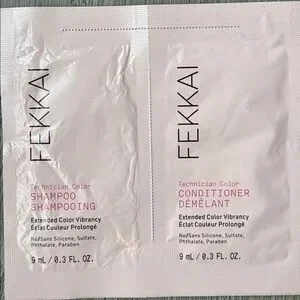 FEKKAI
Technician Color
SHAMPOO
SHAMPOOING
Extended Color Vibrancy
Éclat Couleur Prolongé
No/Sans Silicone, Sulfate,
Phthalate, Paraben
9 mL / 0.3 FL. OZ.
FEKKAI
Technician Color
CONDITIONER
DÉMÊLANT
Extended Color Vibrancy
Éclat Couleur Prolongé
No/Sans Silicone, Sulfate,
Phthalate, Paraben
9 mL / 0.3 FL. OZ.